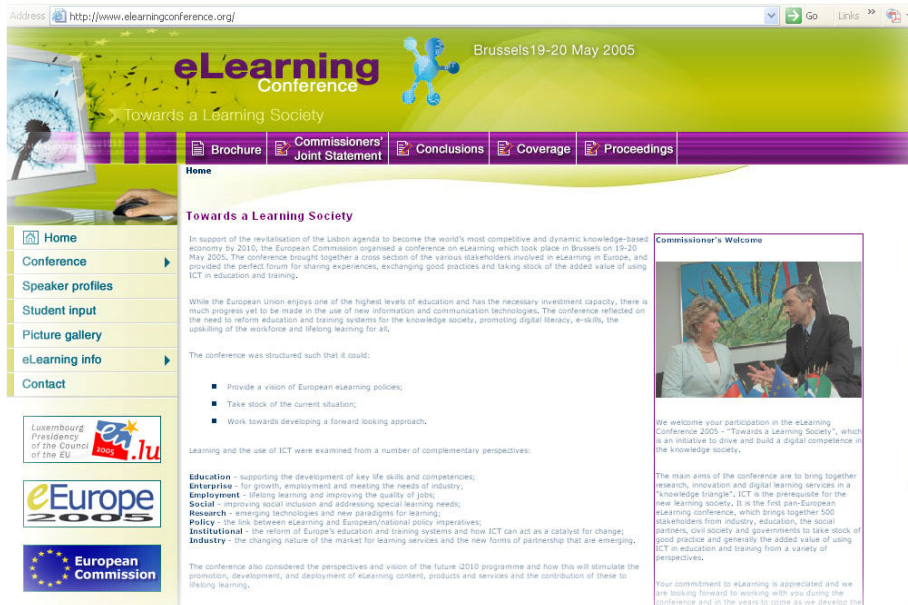 Address http://www.elearningconference.org/ Go Links »
eLearning
Conference
Brussels19-20 May 2005
Towards a Learning Society
Brochure
Commissioners'
Joint Statement
Conclusions
Coverage
Proceedings
Home
Home
Conference
Speaker profiles
Student input
Picture gallery
eLearning info
Contact
Luxembourg
Presidency
of the Council
of the EU
2005
en
.lu
eEurope
2005
European
Commission
Towards a Learning Society
In support of the revitalisation of the Lisbon agenda to become the world's most competitive and dynamic knowledge-based
economy by 2010, the European Commission organised a conference on eLearning which took place in Brussels on 19-20
May 2005. The conference brought together a cross section of the various stakeholders involved in eLearning in Europe, and
provided the perfect forum for sharing experiences, exchanging good practices and taking stock of the added value of using
ICT in education and training.
While the European Union enjoys one of the highest levels of education and has the necessary investment capacity, there is
much progress yet to be made in the use of new information and communication technologies. The conference reflected on
the need to reform education and training systems for the knowledge society, promoting digital literacy, e-skills, the
upskilling of the workforce and lifelong learning for all.
The conference was structured such that it could:
Provide a vision of European eLearning policies;
Take stock of the current situation;
Work towards developing a forward looking approach.
Learning and the use of ICT were examined from a number of complementary perspectives:
Education - supporting the development of key life skills and competencies;
Enterprise - for growth, employment and meeting the needs of industry;
Employment - lifelong learning and improving the quality of jobs;
Social - improving social inclusion and addressing special learning needs;
Research - emerging technologies and new paradigms for learning;
Policy - the link between eLearning and European/national policy imperatives;
Institutional - the reform of Europe's education and training systems and how ICT can act as a catalyst for change;
Industry - the changing nature of the market for learning services and the new forms of partnership that are emerging.
The conference also considered the perspectives and vision of the future i2010 programme and how this will stimulate the
promotion, development, and deployment of eLearning content, products and services and the contribution of these to
lifelong learning.
Commissioner's Welcome
We welcome your participation in the eLearning
Conference 2005 - "Towards a Learning Society", which
is an initiative to drive and build a digital competence in
the knowledge society.
The main aims of the conference are to bring together
research, innovation and digital learning services in a
"knowledge triangle". ICT is the prerequisite for the
new learning society. It is the first pan-European
eLearning conference, which brings together 500
stakeholders from industry, education, the social
partners, civil society and governments to take stock of
good practice and generally the added value of using
ICT in education and training from a variety of
perspectives.
Your commitment to eLearning is appreciated and we
are looking forward to working with you during the
conference and in the years to come as we develop the